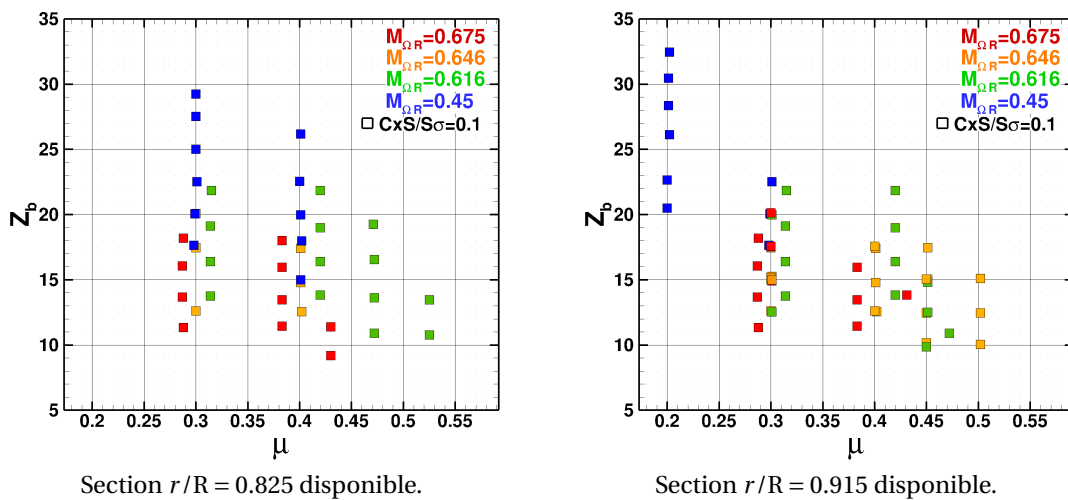 35
30
25
20
15
10
5
Z_b
M_ΩR=0.675
M_ΩR=0.646
M_ΩR=0.616
M_ΩR=0.45
CxS/Sσ=0.1
0.2 0.25 0.3 0.35 0.4 0.45 0.5 0.55
μ
Section r/R = 0.825 disponible.
35
30
25
20
15
10
5
Z_b
M_ΩR=0.675
M_ΩR=0.646
M_ΩR=0.616
M_ΩR=0.45
CxS/Sσ=0.1
0.2 0.25 0.3 0.35 0.4 0.45 0.5 0.55
μ
Section r/R = 0.915 disponible.